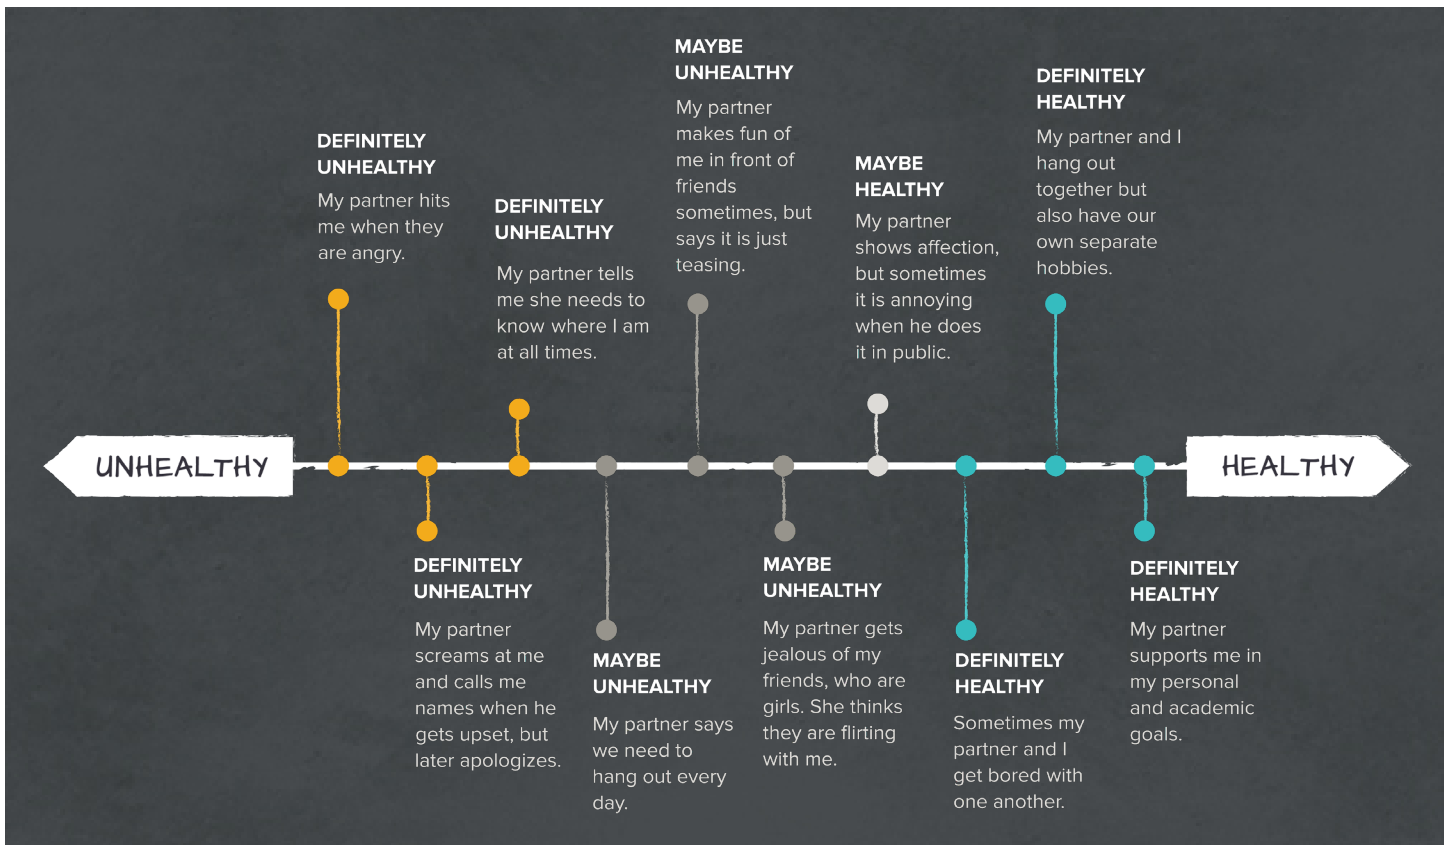 UNHEALTHY
DEFINITELY
UNHEALTHY
My partner hits
me when they
are angry.
DEFINITELY
UNHEALTHY
My partner
screams at me
and calls me
names when he
gets upset, but
later apologizes.
DEFINITELY
UNHEALTHY
My partner tells
me she needs to
know where I am
at all times.
MAYBE
UNHEALTHY
My partner says
we need to
hang out every
day.
MAYBE
UNHEALTHY
My partner
makes fun of
me in front of
friends
sometimes, but
says it is just
teasing.
MAYBE
UNHEALTHY
My partner gets
jealous of my
friends, who are
girls. She thinks
they are flirting
with me.
MAYBE
HEALTHY
My partner
shows affection,
but sometimes
it is annoying
when he does
it in public.
DEFINITELY
HEALTHY
Sometimes my
partner and I
get bored with
one another.
DEFINITELY
HEALTHY
My partner and I
hang out
together but
also have our
own separate
hobbies.
DEFINITELY
HEALTHY
My partner
supports me in
my personal
and academic
goals.
HEALTHY